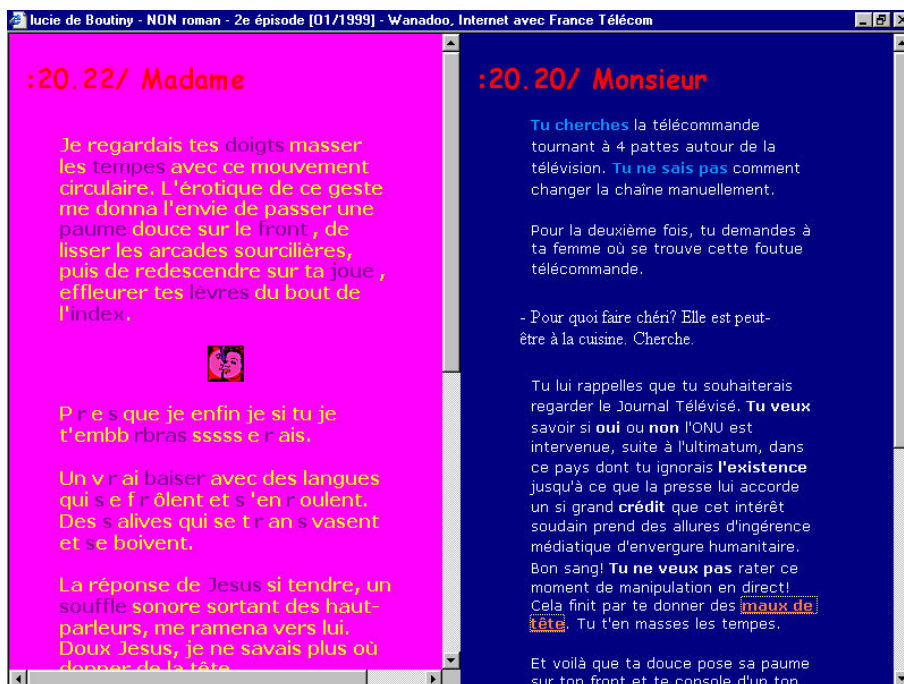 lucie de Boutiny - NON roman - 2e épisode [01/1999] - Wanadoo, Internet avec France Télécom
:20.22/ Madame
Je regardais tes doigts masser
les tempes avec ce mouvement
circulaire. L'érotique de ce geste
me donna l'envie de passer une
paume douce sur le front , de
lisser les arcades sourcilières,
puis de redescendre sur ta joue ,
effleurer tes lèvres du bout de
l'index.
P r e s que je enfin je si tu je
t'embb rbras sssss e r ais.
Un v r ai baiser avec des langues
qui s e f r ôlent et s 'en r oulent.
Des s alives qui se t r an s vasent
et se boivent.
La réponse de Jesus si tendre, un
souffle sonore sortant des haut-
parleurs, me ramena vers lui.
Doux Jesus, je ne savais plus où
donner de la tête.
:20.20/ Monsieur
Tu cherches la télécommande
tournant à 4 pattes autour de la
télévision. Tu ne sais pas comment
changer la chaîne manuellement.
Pour la deuxième fois, tu demandes à
ta femme où se trouve cette foutue
télécommande.
- Pour quoi faire chéri? Elle est peut-
être à la cuisine. Cherche.
Tu lui rappelles que tu souhaiterais
regarder le Journal Télévisé. Tu veux
savoir si oui ou non l'ONU est
intervenue, suite à l'ultimatum, dans
ce pays dont tu ignorais l'existence
jusqu'à ce que la presse lui accorde
un si grand crédit que cet intérêt
soudain prend des allures d'ingérence
médiatique d'envergure humanitaire.
Bon sang! Tu ne veux pas rater ce
moment de manipulation en direct!
Cela finit par te donner des maux de
tête. Tu t'en masses les tempes.
Et voilà que ta douce pose sa paume
sur ton front et te console d'un ton